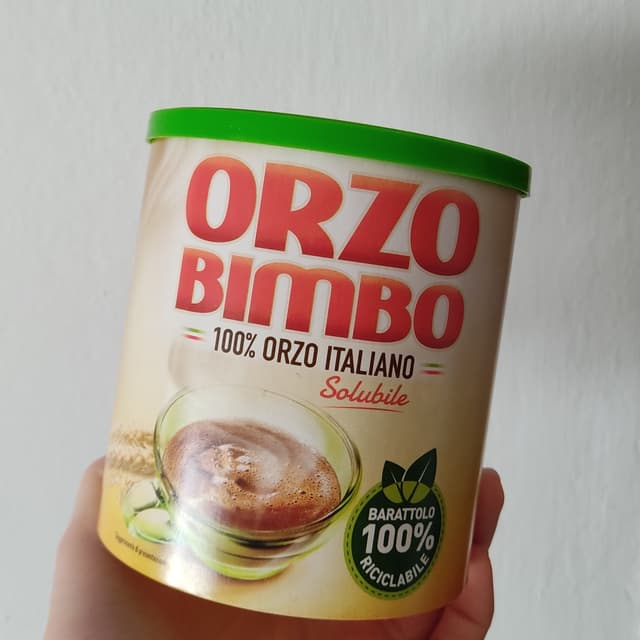 ORZO
BIMBO
100% ORZO ITALIANO
Solubile
BARATTOLO
100%
RICICLABILE